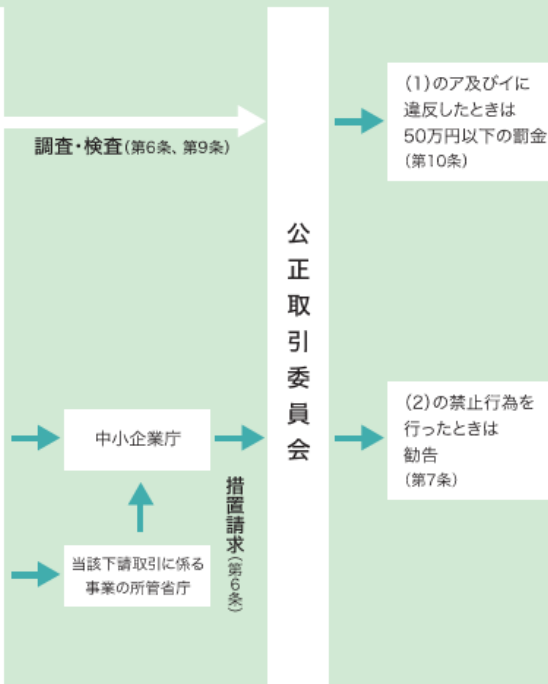 調査・検査(第6条、第9条)
公正取引委員会
(1)のア及びイに
違反したときは
50万円以下の罰金
(第10条)
中小企業庁
措置請求(第6条)
当該下請取引に係る
事業の所管省庁
(2)の禁止行為を
行ったときは
勧告
(第7条)